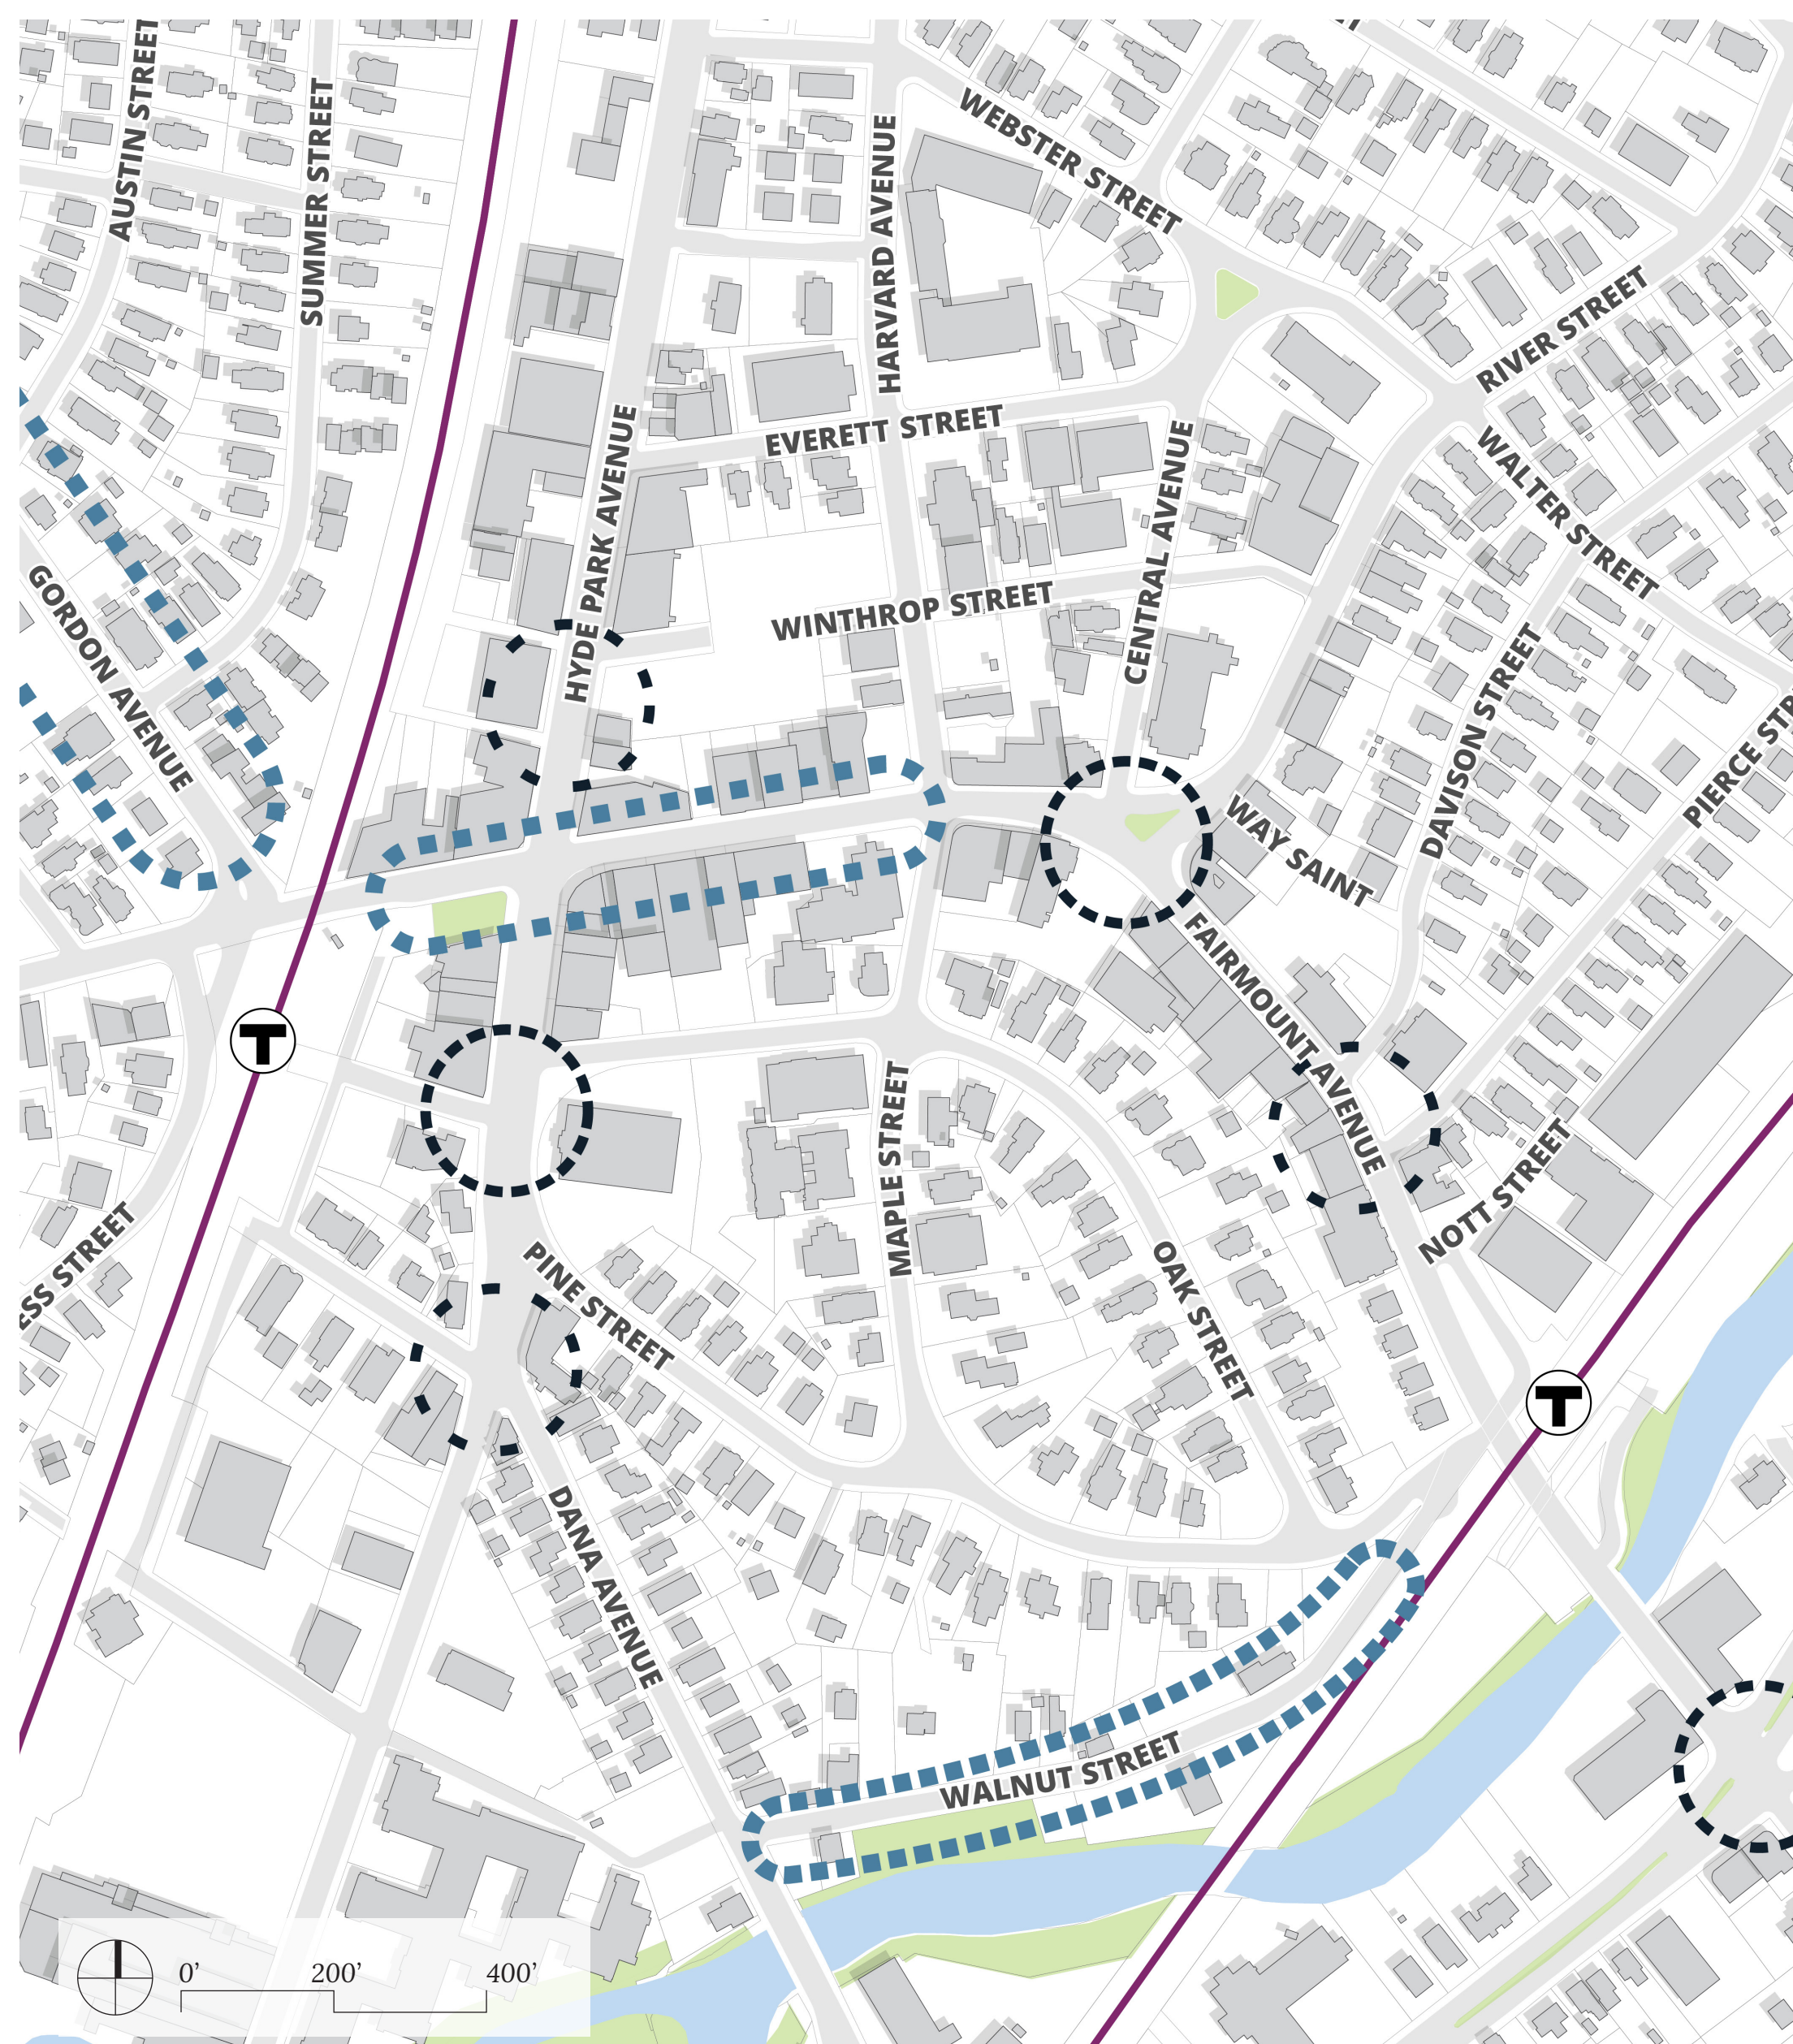 AUSTIN STREET
SUMMER STREET
WEBSTER STREET
HARVARD AVENUE
RIVER STREET
EVERETT STREET
HYDE PARK AVENUE
CENTRAL AVENUE
WALTER STREET
WINTHROP STREET
GORDON AVENUE
DAVISON STREET
PIERCE STR
WAY SAINT
FAIRMOUNT AVENUE
T
MAPLE STREET
NOTT STREET
ESS STREET
PINE STREET
OAK STREET
T
DANA AVENUE
WALNUT STREET
0' 200' 400'